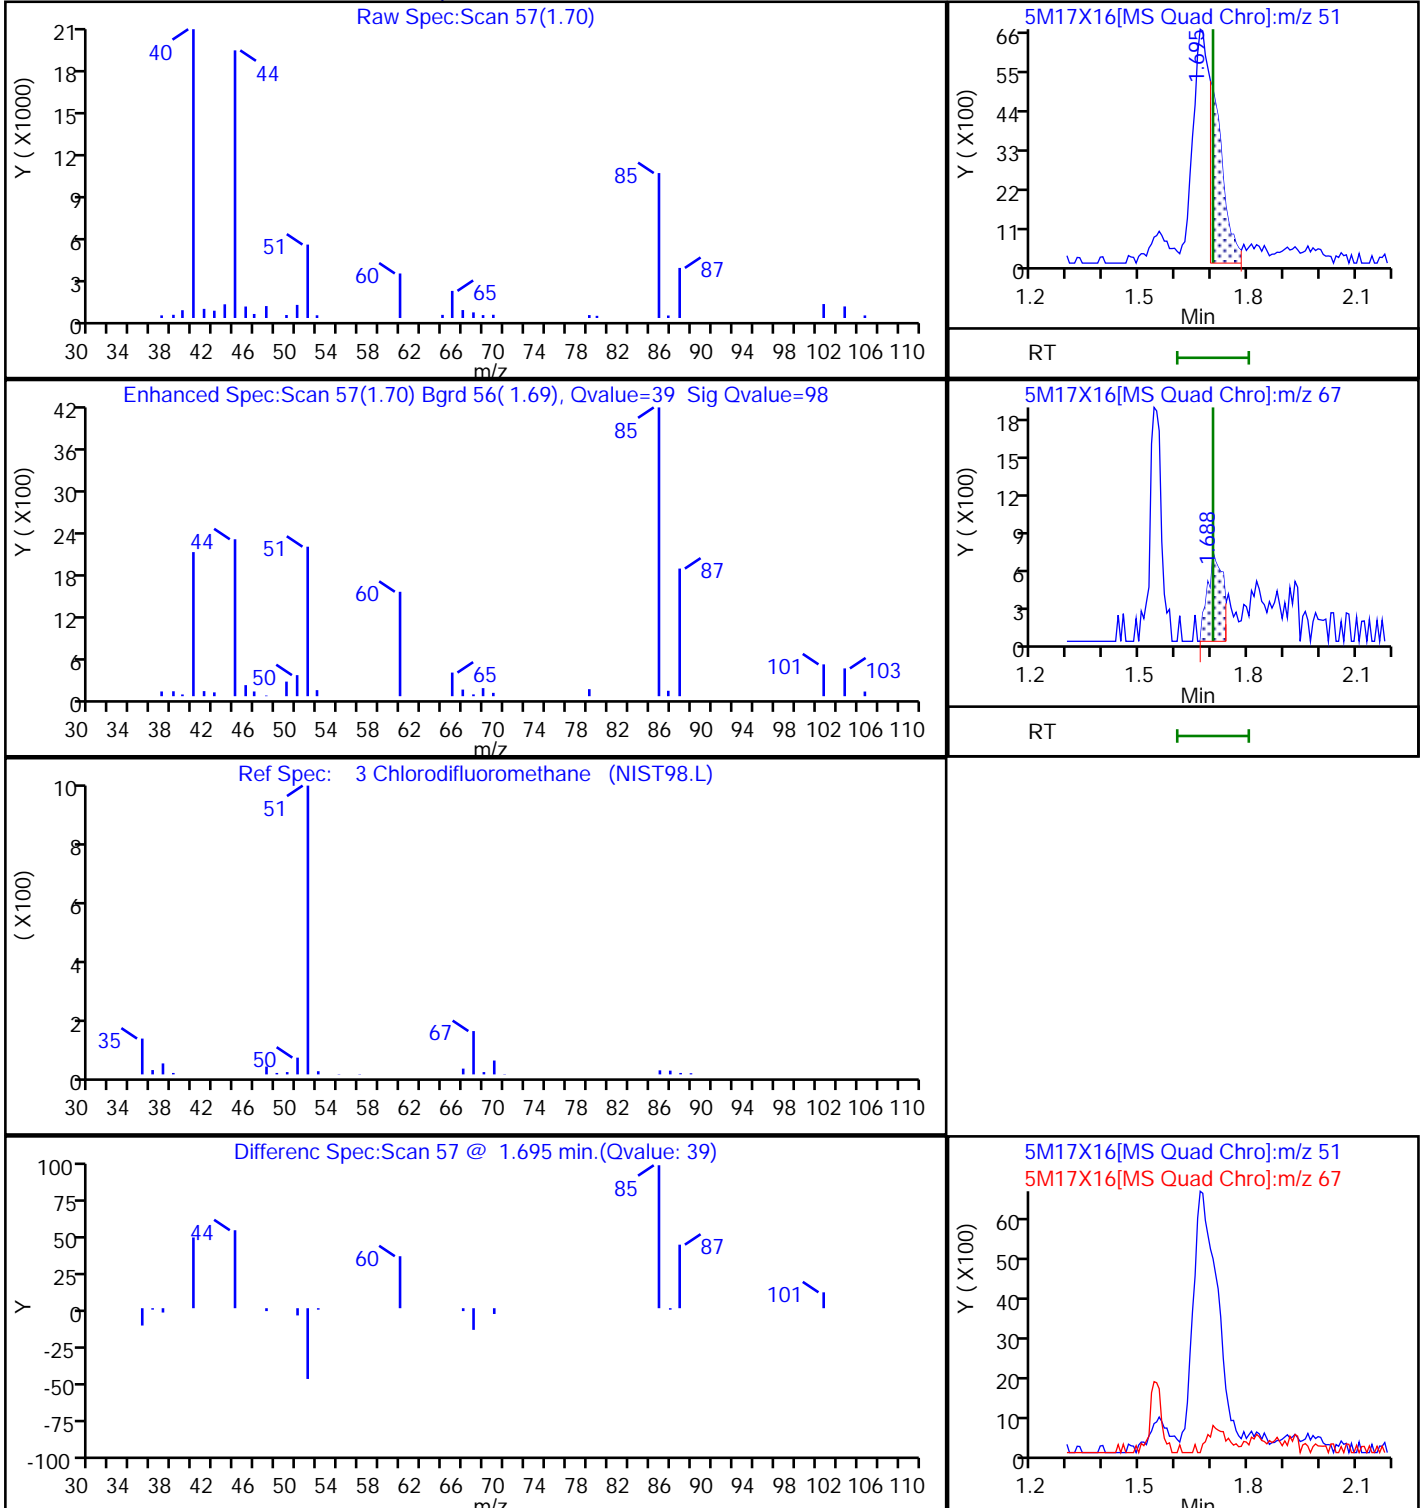 Raw Spec:Scan 57(1.70)
Y ( X1000)
21
18
15
12
9
6
3
0
40
44
51
60
65
85
87
30 34 38 42 46 50 54 58 62 66 70 74 78 82 86 90 94 98 102 106 110
m/z
5M17X16[MS Quad Chro]:m/z 51
Y ( X100)
66
55
44
33
22
11
0
1.695
1.2 1.5 1.8 2.1
Min
RT
Enhanced Spec:Scan 57(1.70) Bgrd 56( 1.69), Qvalue=39 Sig Qvalue=98
Y ( X100)
42
36
30
24
18
12
6
0
44
50
51
60
65
85
87
101
103
30 34 38 42 46 50 54 58 62 66 70 74 78 82 86 90 94 98 102 106 110
m/z
5M17X16[MS Quad Chro]:m/z 67
Y ( X100)
18
15
12
9
6
3
0
1.688
1.2 1.5 1.8 2.1
Min
RT
Ref Spec: 3 Chlorodifluoromethane (NIST98.L)
( X100)
10
8
6
4
2
0
35
50
51
67
30 34 38 42 46 50 54 58 62 66 70 74 78 82 86 90 94 98 102 106 110
Differenc Spec:Scan 57 @ 1.695 min.(Qvalue: 39)
Y
100
75
50
25
0
-25
-50
-75
-100
44
60
85
87
101
30 34 38 42 46 50 54 58 62 66 70 74 78 82 86 90 94 98 102 106 110
m/z
5M17X16[MS Quad Chro]:m/z 51
5M17X16[MS Quad Chro]:m/z 67
Y ( X100)
60
50
40
30
20
10
0
1.2 1.5 1.8 2.1
Min